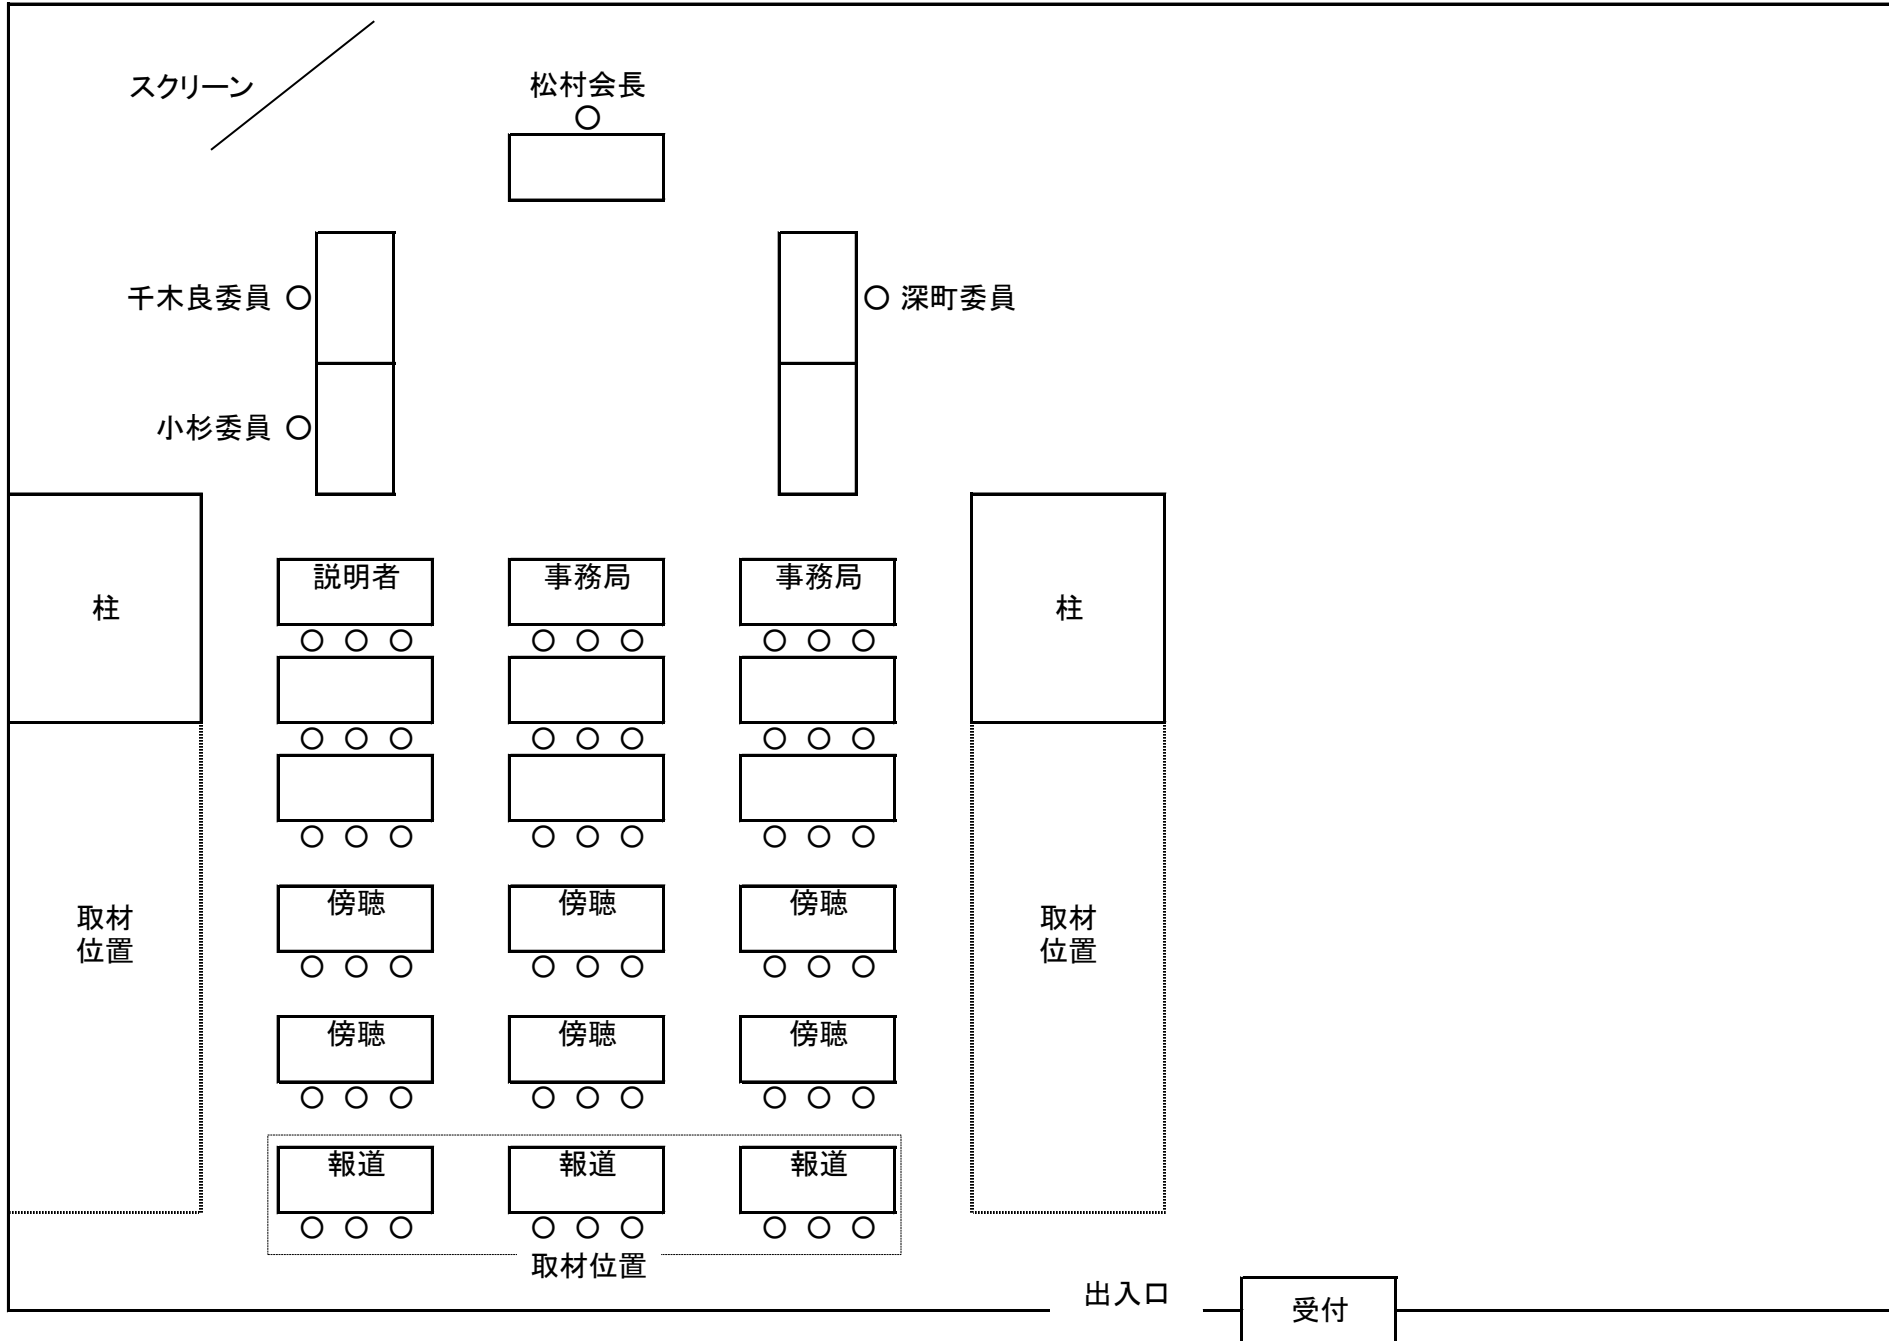 スクリーン
松村会長
千木良委員
深町委員
小杉委員
柱
説明者
事務局
事務局
柱
取材
位置
傍聴
傍聴
傍聴
取材
位置
傍聴
傍聴
傍聴
報道
報道
報道
取材位置
出入口
受付